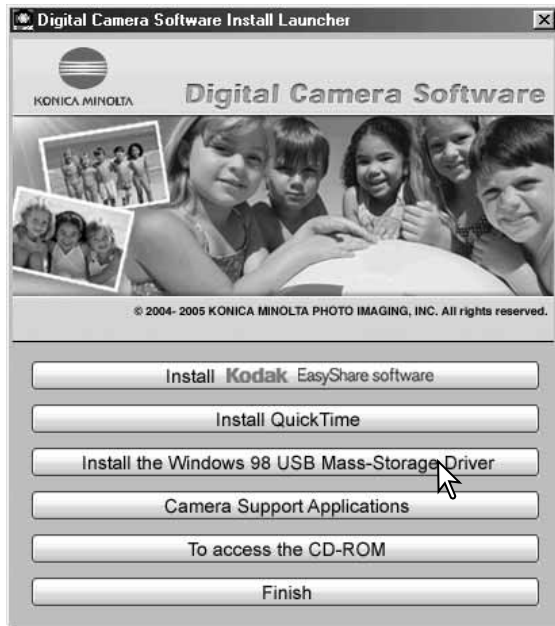 Digital Camera Software Install Launcher
KONICA MINOLTA
Digital Camera Software
© 2004- 2005 KONICA MINOLTA PHOTO IMAGING, INC. All rights reserved.
Install Kodak EasyShare software
Install QuickTime
Install the Windows 98 USB Mass-Storage Driver
Camera Support Applications
To access the CD-ROM
Finish